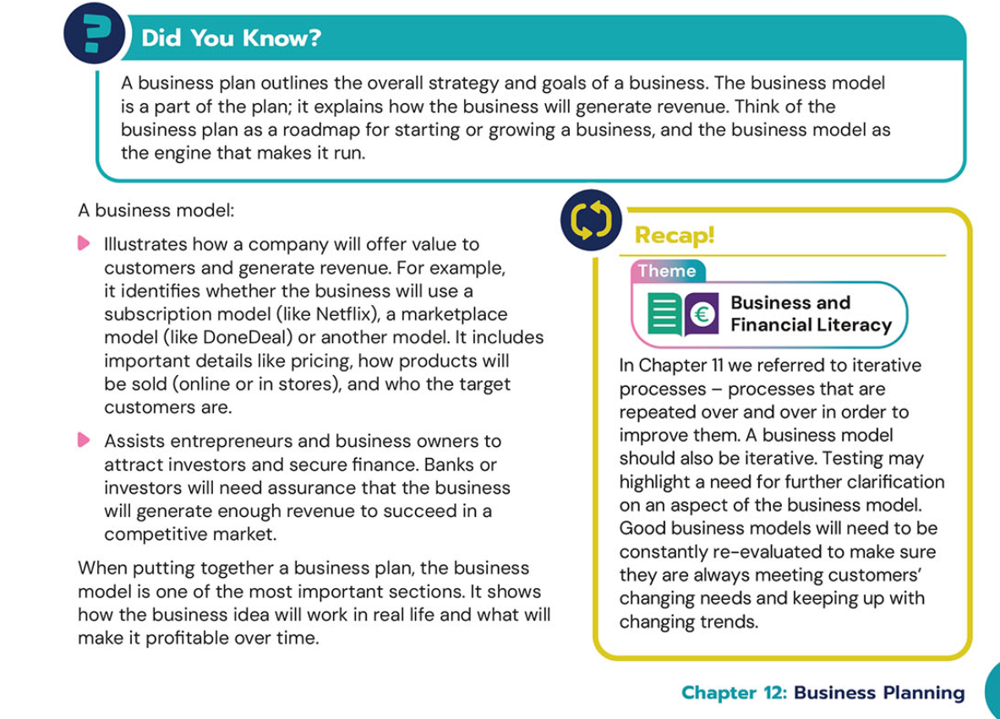 ?
Did You Know?
A business plan outlines the overall strategy and goals of a business. The business model
is a part of the plan; it explains how the business will generate revenue. Think of the
business plan as a roadmap for starting or growing a business, and the business model as
the engine that makes it run.
A business model:
Illustrates how a company will offer value to
customers and generate revenue. For example,
it identifies whether the business will use a
subscription model (like Netflix), a marketplace
model (like DoneDeal) or another model. It includes
important details like pricing, how products will
be sold (online or in stores), and who the target
customers are.
Assists entrepreneurs and business owners to
attract investors and secure finance. Banks or
investors will need assurance that the business
will generate enough revenue to succeed in a
competitive market.
When putting together a business plan, the business
model is one of the most important sections. It shows
how the business idea will work in real life and what will
make it profitable over time.
Recap!
Theme
€
Business and
Financial Literacy
In Chapter 11 we referred to iterative
processes – processes that are
repeated over and over in order to
improve them. A business model
should also be iterative. Testing may
highlight a need for further clarification
on an aspect of the business model.
Good business models will need to be
constantly re-evaluated to make sure
they are always meeting customers’
changing needs and keeping up with
changing trends.
Chapter 12: Business Planning